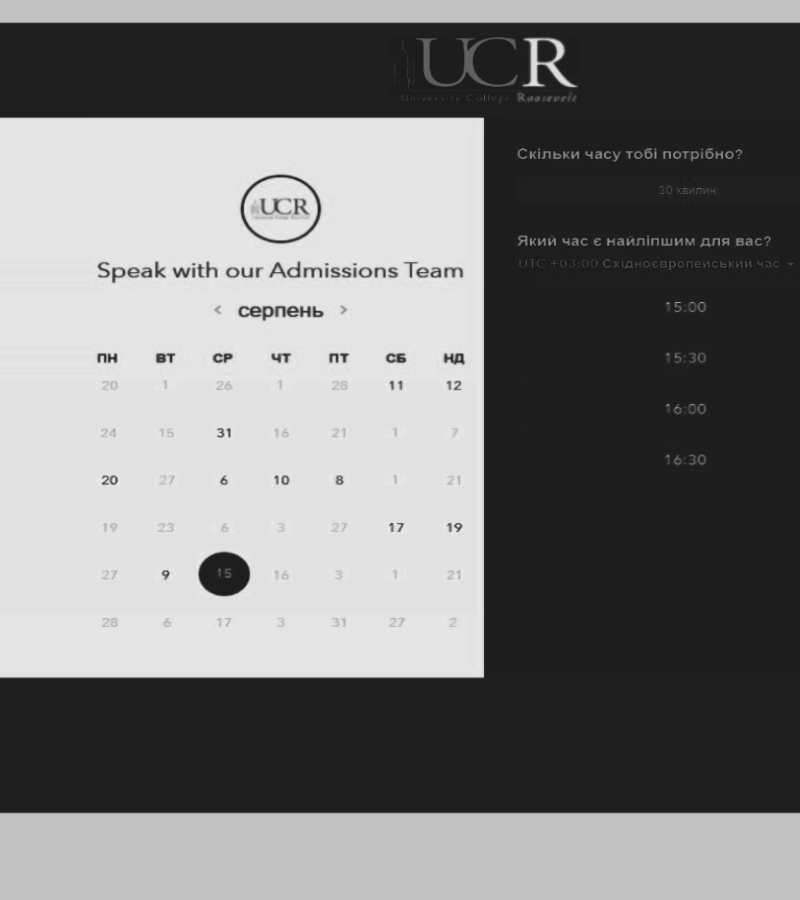 UCR
University College Roosevelt
UCR
Speak with our Admissions Team
< серпень >
ПН ВТ СР ЧТ ПТ СБ НД
20 1 26 1 28 11 12
24 15 31 16 21 1 7
20 27 6 10 8 1 21
19 23 6 3 27 17 19
27 9 15 16 3 1 21
28 6 17 3 31 27 2
Скільки часу тобі потрібно?
30 хвилин
Який час є найліпшим для вас?
UTC +03:00 Східноєвропейський час
15:00
15:30
16:00
16:30